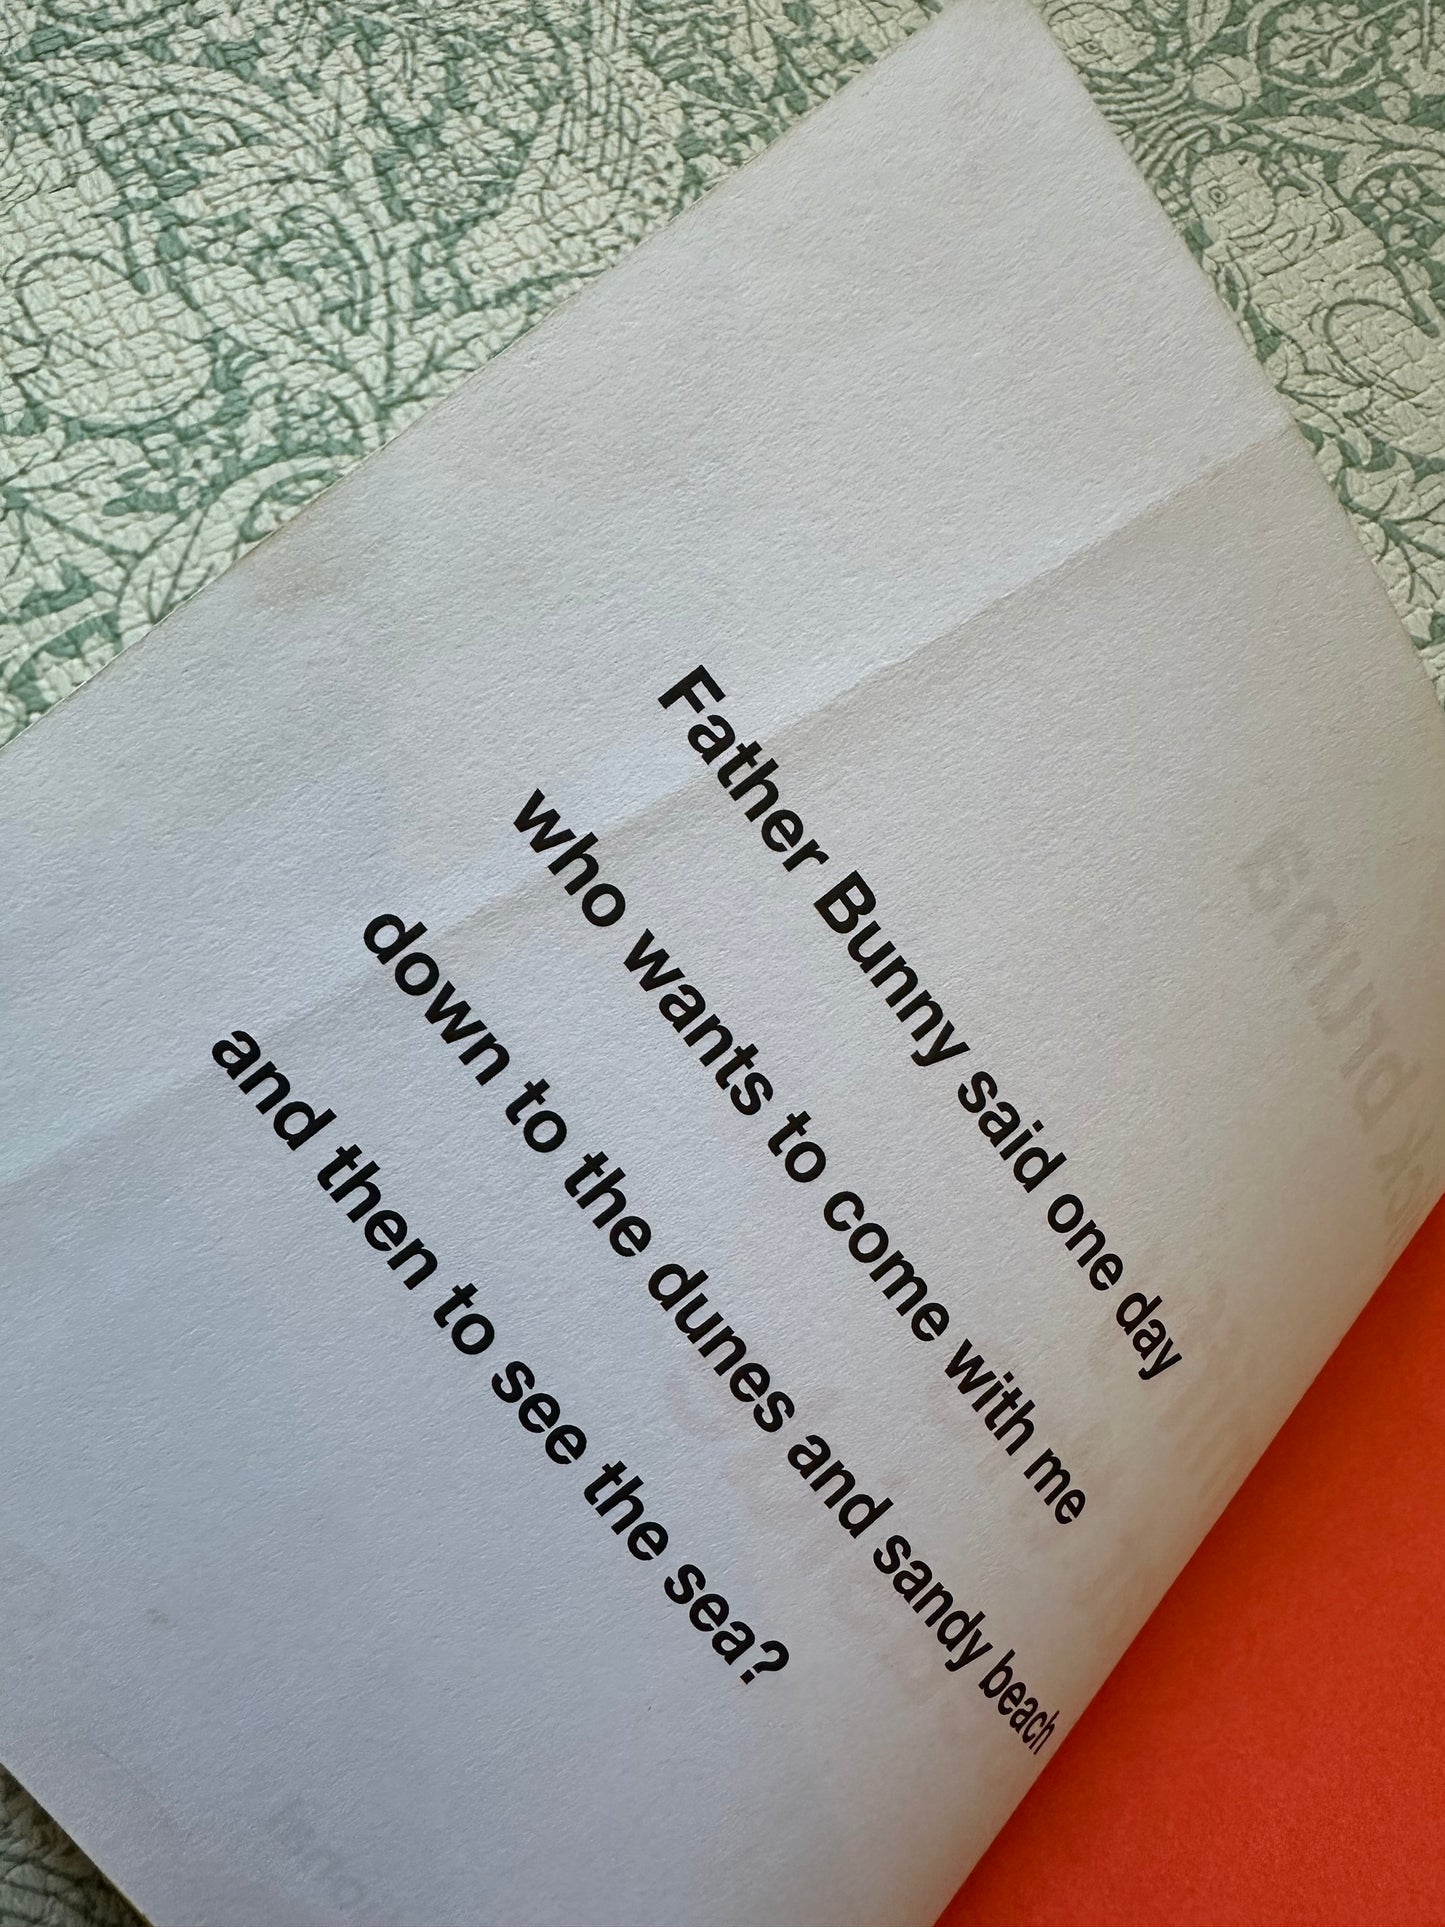 Father Bunny said one day
who wants to come with me
down to the dunes and sandy beach
and then to see the sea?